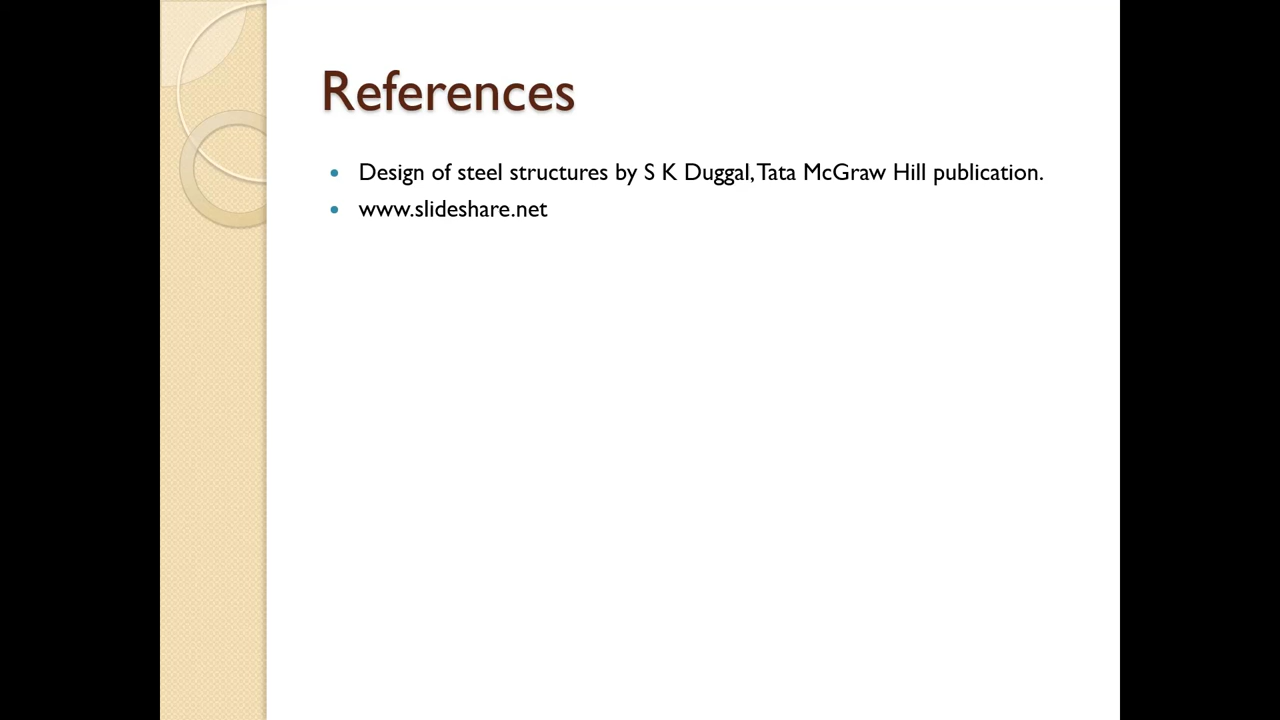 References
• Design of steel structures by S K Duggal, Tata McGraw Hill publication.
• www.slideshare.net